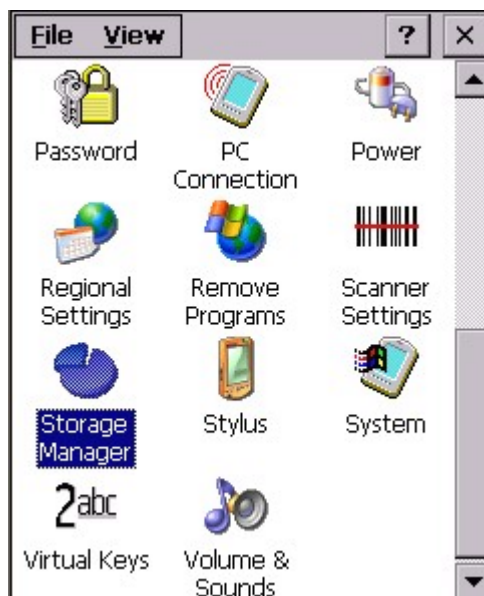 File View ? ×
Password
PC
Connection
Power
Regional
Settings
Remove
Programs
Scanner
Settings
Storage
Manager
Stylus
System
2abc
Virtual Keys
Volume &
Sounds